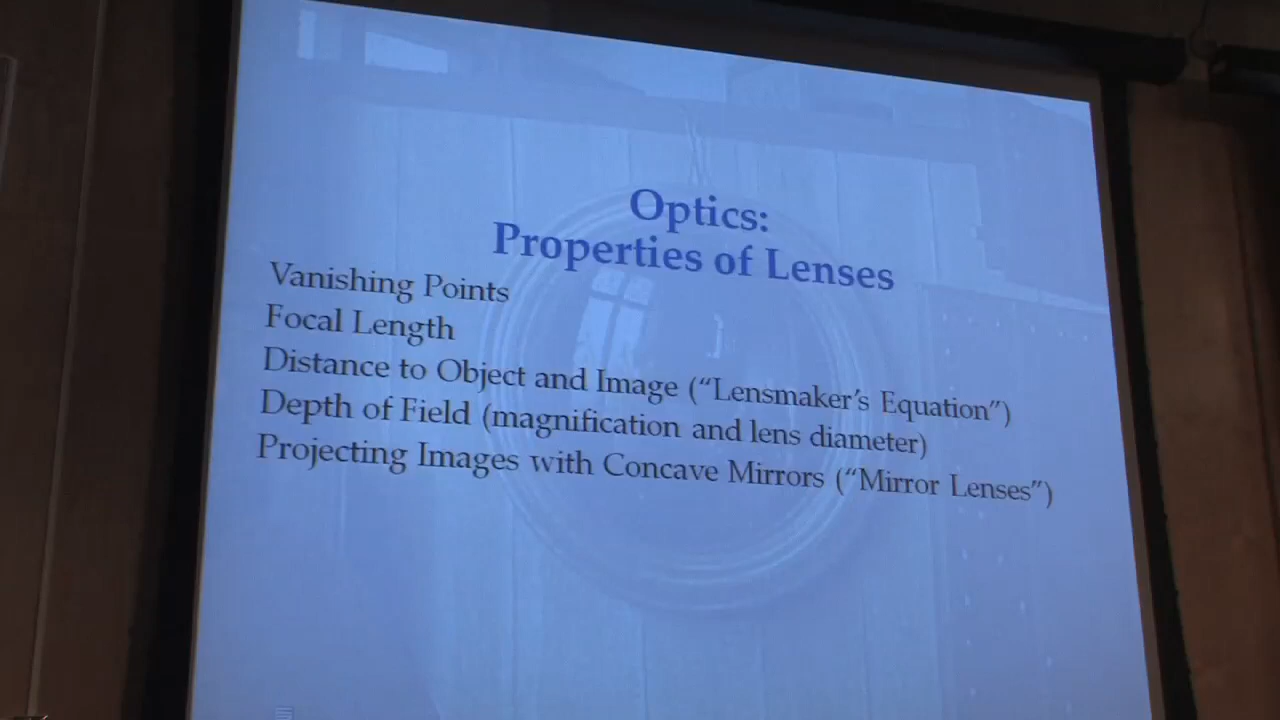 Optics:
Properties of Lenses
Vanishing Points
Focal Length
Distance to Object and Image (“Lensmaker’s Equation”)
Depth of Field (magnification and lens diameter)
Projecting Images with Concave Mirrors (“Mirror Lenses”)